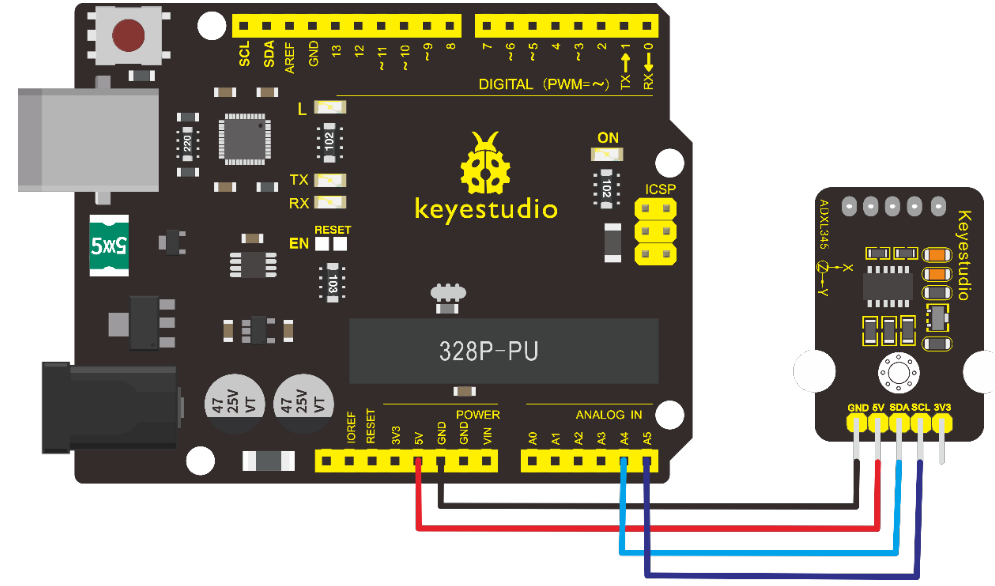 SCL
SDA
AREF
GND
13
12
~11
~10
~9
8
7
~6
~5
4
~3
2
TX→1
RX←0
DIGITAL (PWM=~)
L
220
102
ON
TX
RX
keyestudio
102
ICSP
RESET
EN
5XX5
103
328P-PU
47
25V
VT
47
25V
VT
POWER
ANALOG IN
IOREF
RESET
3V3
5V
GND
GND
VIN
A0
A1
A2
A3
A4
A5
ADXL345
Keyestudio
Z
X
Y
GND
5V
SDA
SCL
3V3